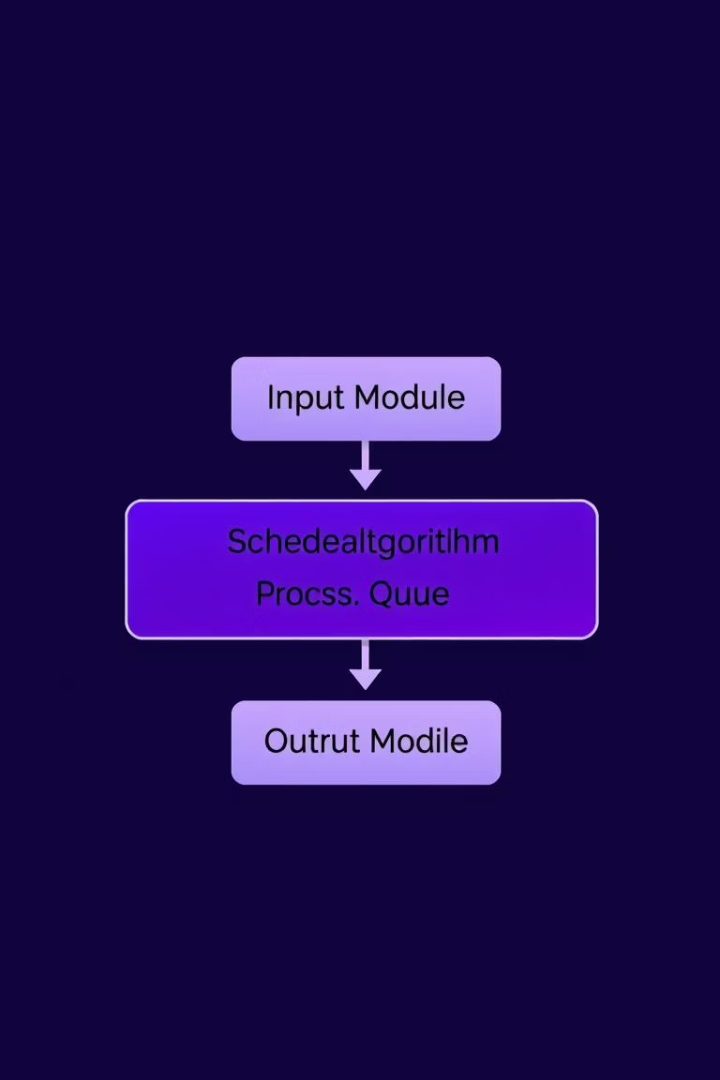 Input Module
Schedealtgoritlhm
Procss. Quue
Outrut Modile